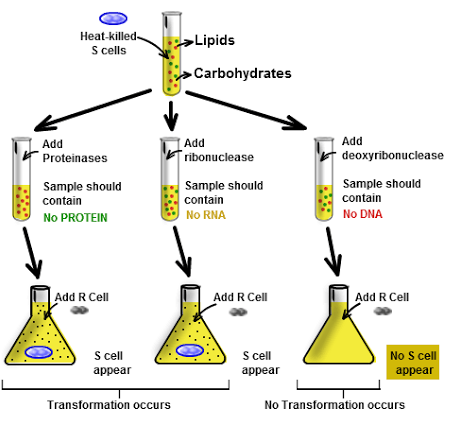 Heat-killed
S cells
Lipids
Carbohydrates
Add
Proteinases
Sample should
contain
No PROTEIN
Add
ribonuclease
Sample should
contain
No RNA
Add
deoxyribonuclease
Sample should
contain
No DNA
Add R Cell
S cell
appear
Add R Cell
S cell
appear
Add R Cell
No S cell
appear
Transformation occurs
No Transformation occurs